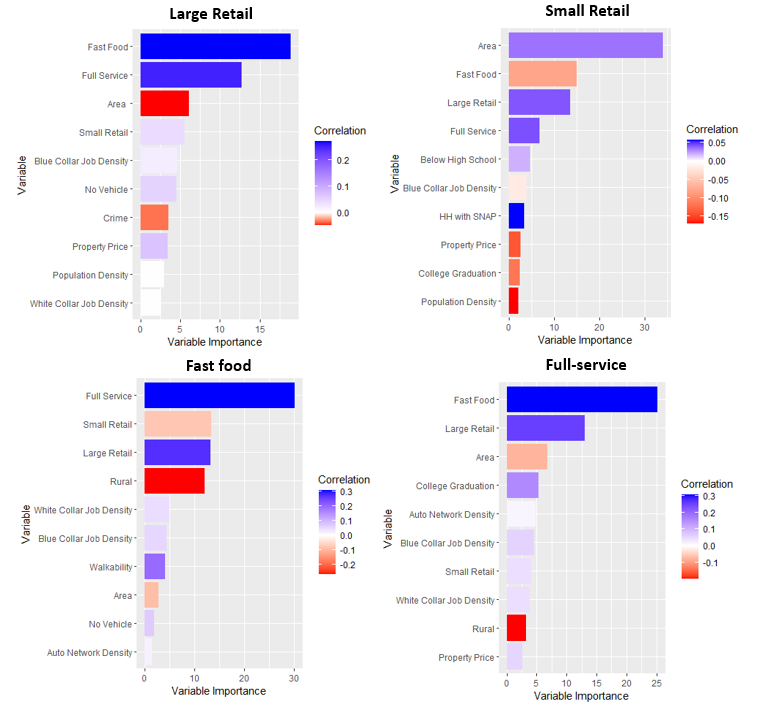 Large Retail
Fast Food
Full Service
Area
Small Retail
Blue Collar Job Density
No Vehicle
Crime
Property Price
Population Density
White Collar Job Density
Variable
0 5 10 15
Variable Importance
Correlation
0.2
0.1
0.0
Small Retail
Area
Fast Food
Large Retail
Full Service
Below High School
Blue Collar Job Density
HH with SNAP
Property Price
College Graduation
Population Density
Variable
0 10 20 30
Variable Importance
Correlation
0.05
0.00
-0.05
-0.10
-0.15
Fast food
Full Service
Small Retail
Large Retail
Rural
White Collar Job Density
Blue Collar Job Density
Walkability
Area
No Vehicle
Auto Network Density
Variable
0 10 20 30
Variable Importance
Correlation
0.3
0.2
0.1
0.0
-0.1
-0.2
Full-service
Fast Food
Large Retail
Area
College Graduation
Auto Network Density
Blue Collar Job Density
Small Retail
White Collar Job Density
Rural
Property Price
Variable
0 5 10 15 20 25
Variable Importance
Correlation
0.3
0.2
0.1
0.0
-0.1